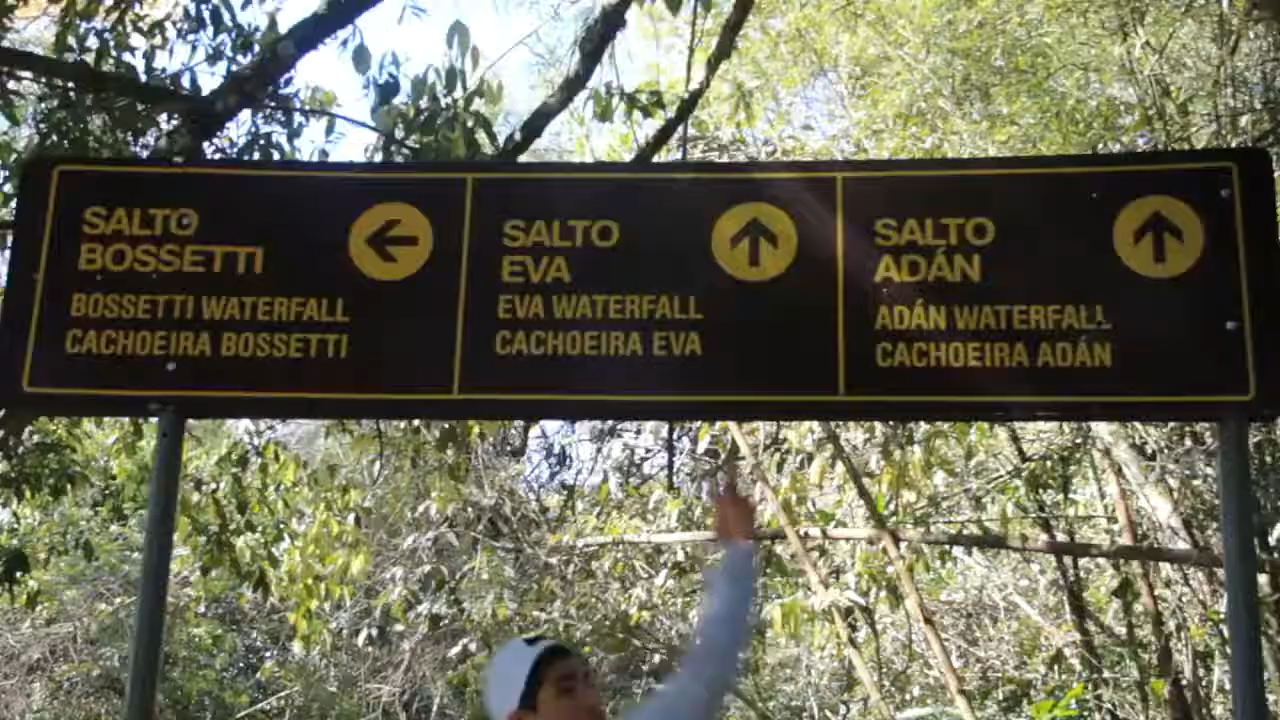 SALTO
BOSSETTI
BOSSETTI WATERFALL
CACHOEIRA BOSSETTI
SALTO
EVA
EVA WATERFALL
CACHOEIRA EVA
SALTO
ADÁN
ADÁN WATERFALL
CACHOEIRA ADÁN